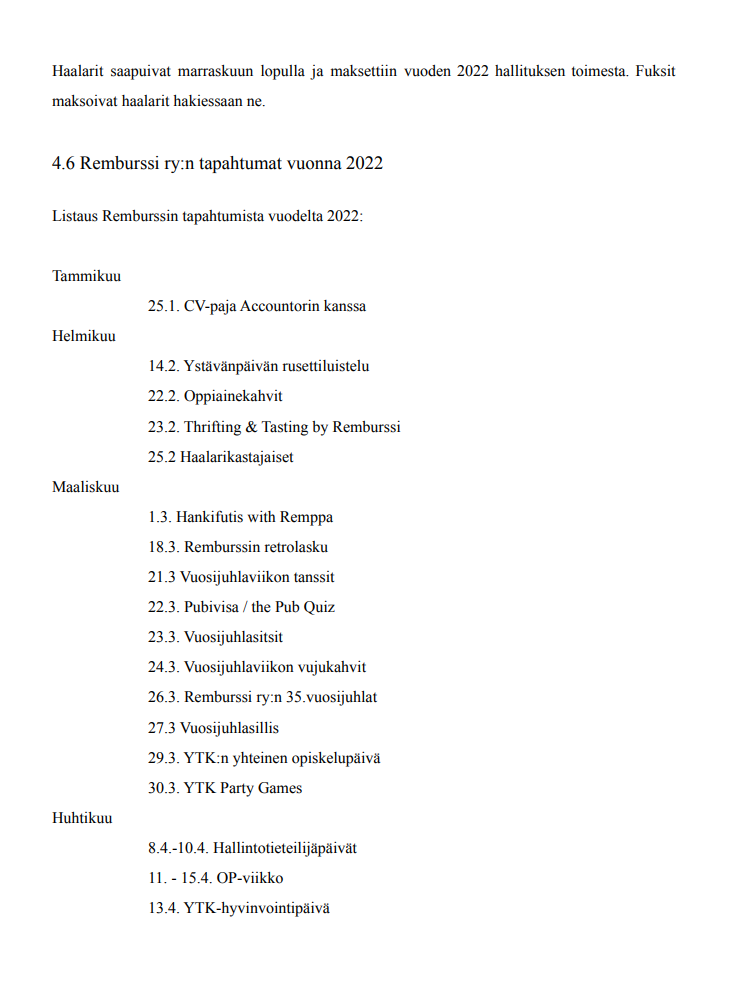 Haalarit saapuivat marraskuun lopulla ja maksettiin vuoden 2022 hallituksen toimesta. Fuksit
maksoivat haalarit hakiessaan ne.
4.6 Remburssi ry:n tapahtumat vuonna 2022
Listaus Remburssin tapahtumista vuodelta 2022:
Tammikuu
25.1. CV-paja Accountorin kanssa
Helmikuu
14.2. Ystävänpäivän rusettiluistelu
22.2. Oppiainekahvit
23.2. Thrifting & Tasting by Remburssi
25.2 Haalarikastajaiset
Maaliskuu
1.3. Hankifutis with Remppa
18.3. Remburssin retrolasku
21.3 Vuosijuhlaviikon tanssit
22.3. Pubivisa / the Pub Quiz
23.3. Vuosijuhlasitsit
24.3. Vuosijuhlaviikon vujukahvit
26.3. Remburssi ry:n 35.vuosijuhlat
27.3 Vuosijuhlasillis
29.3. YTK:n yhteinen opiskelupäivä
30.3. YTK Party Games
Huhtikuu
8.4.-10.4. Hallintotieteilijäpäivät
11. - 15.4. OP-viikko
13.4. YTK-hyvinvointipäivä